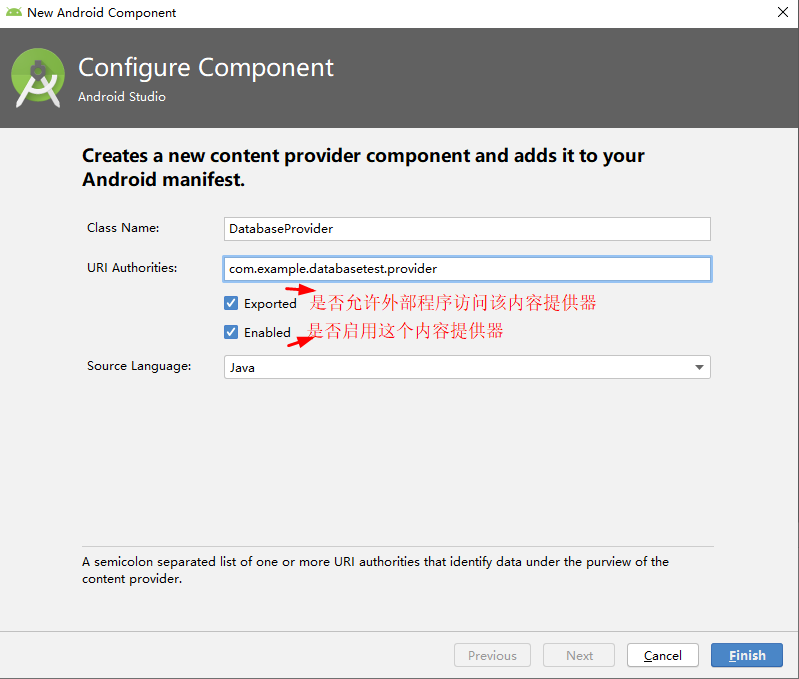 New Android Component
Configure Component
Android Studio
Creates a new content provider component and adds it to your
Android manifest.
Class Name:
DatabaseProvider
URI Authorities:
com.example.databasetest.provider
Exported 是否允许外部程序访问该内容提供器
Enabled 是否启用这个内容提供器
Source Language:
Java
A semicolon separated list of one or more URI authorities that identify data under the purview of the
content provider.
Previous
Next
Cancel
Finish